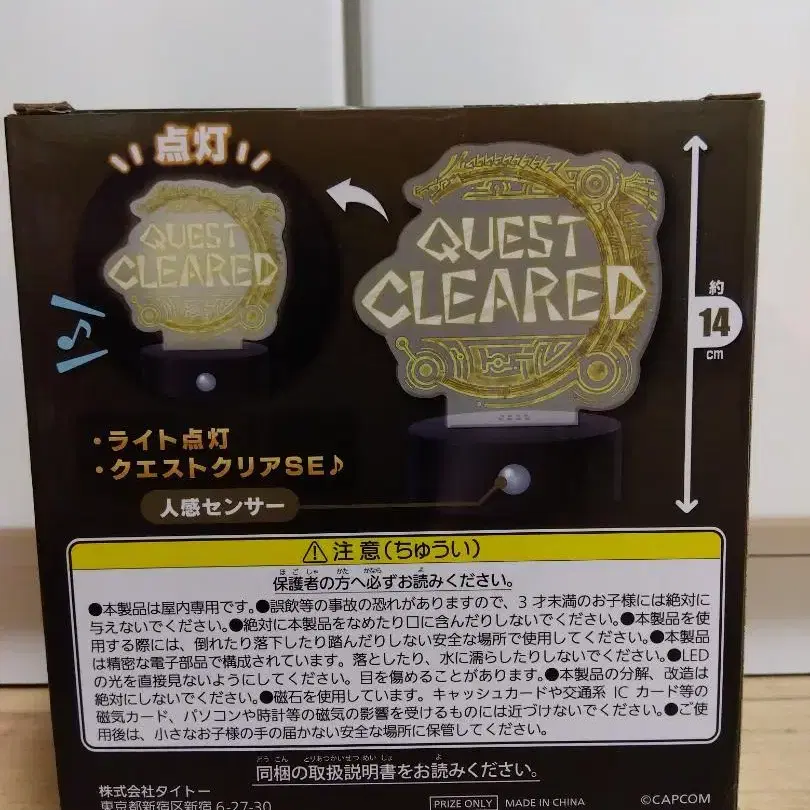 点灯
QUEST
CLEARED
QUEST
CLEARED
約
14
cm
・ライト点灯
・クエストクリアSE♪
人感センサー
⚠注意(ちゅうい)
保護者の方へ必ずお読みください。
●本製品は屋内専用です。●誤飲等の事故の恐れがありますので、3才未満のお子様には絶対に
与えないでください。●絶対に本製品をなめたり口に含んだりしないでください。●本製品を使
用する際には、倒れたり落下したり踏んだりしない安全な場所で使用してください。●本製品
は精密な電子部品で構成されています。落としたり、水に濡らしたりしないでください。●LED
の光を直接見ないようにしてください。目を傷めることがあります。●本製品の分解、改造は
絶対にしないでください。●磁石を使用しています。キャッシュカードや交通系 IC カード等の
磁気カード、パソコンや時計等の磁気の影響を受けるものには近づけないでください。●ご使
用後は、小さなお子様の手の届かない安全な場所に保管してください。
どうこん とりあつかいせつめいしょ よ
同梱の取扱説明書をお読みください。
株式会社タイトー
東京都新宿区新宿 6-27-30
PRIZE ONLY MADE IN CHINA
©CAPCOM